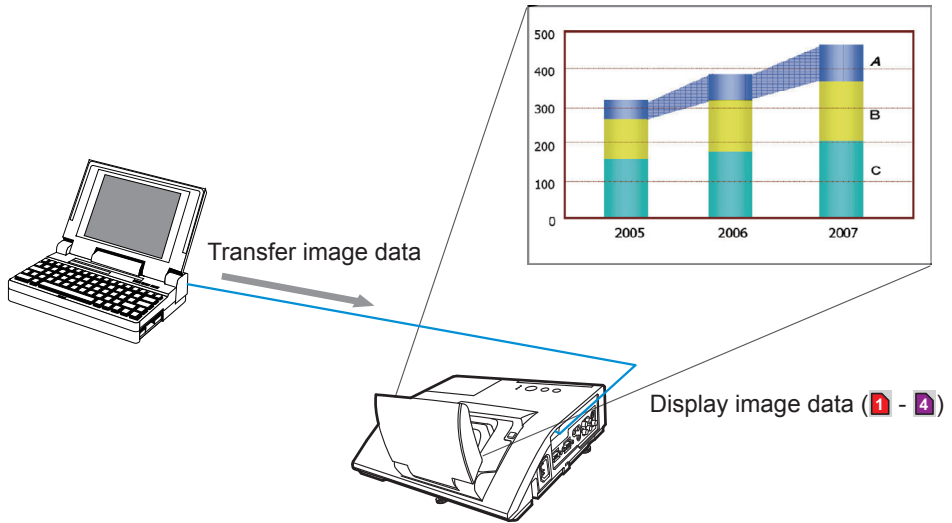 500
400
300
200
100
0
A
B
C
2005 2006 2007
Transfer image data
Display image data (1 - 4)